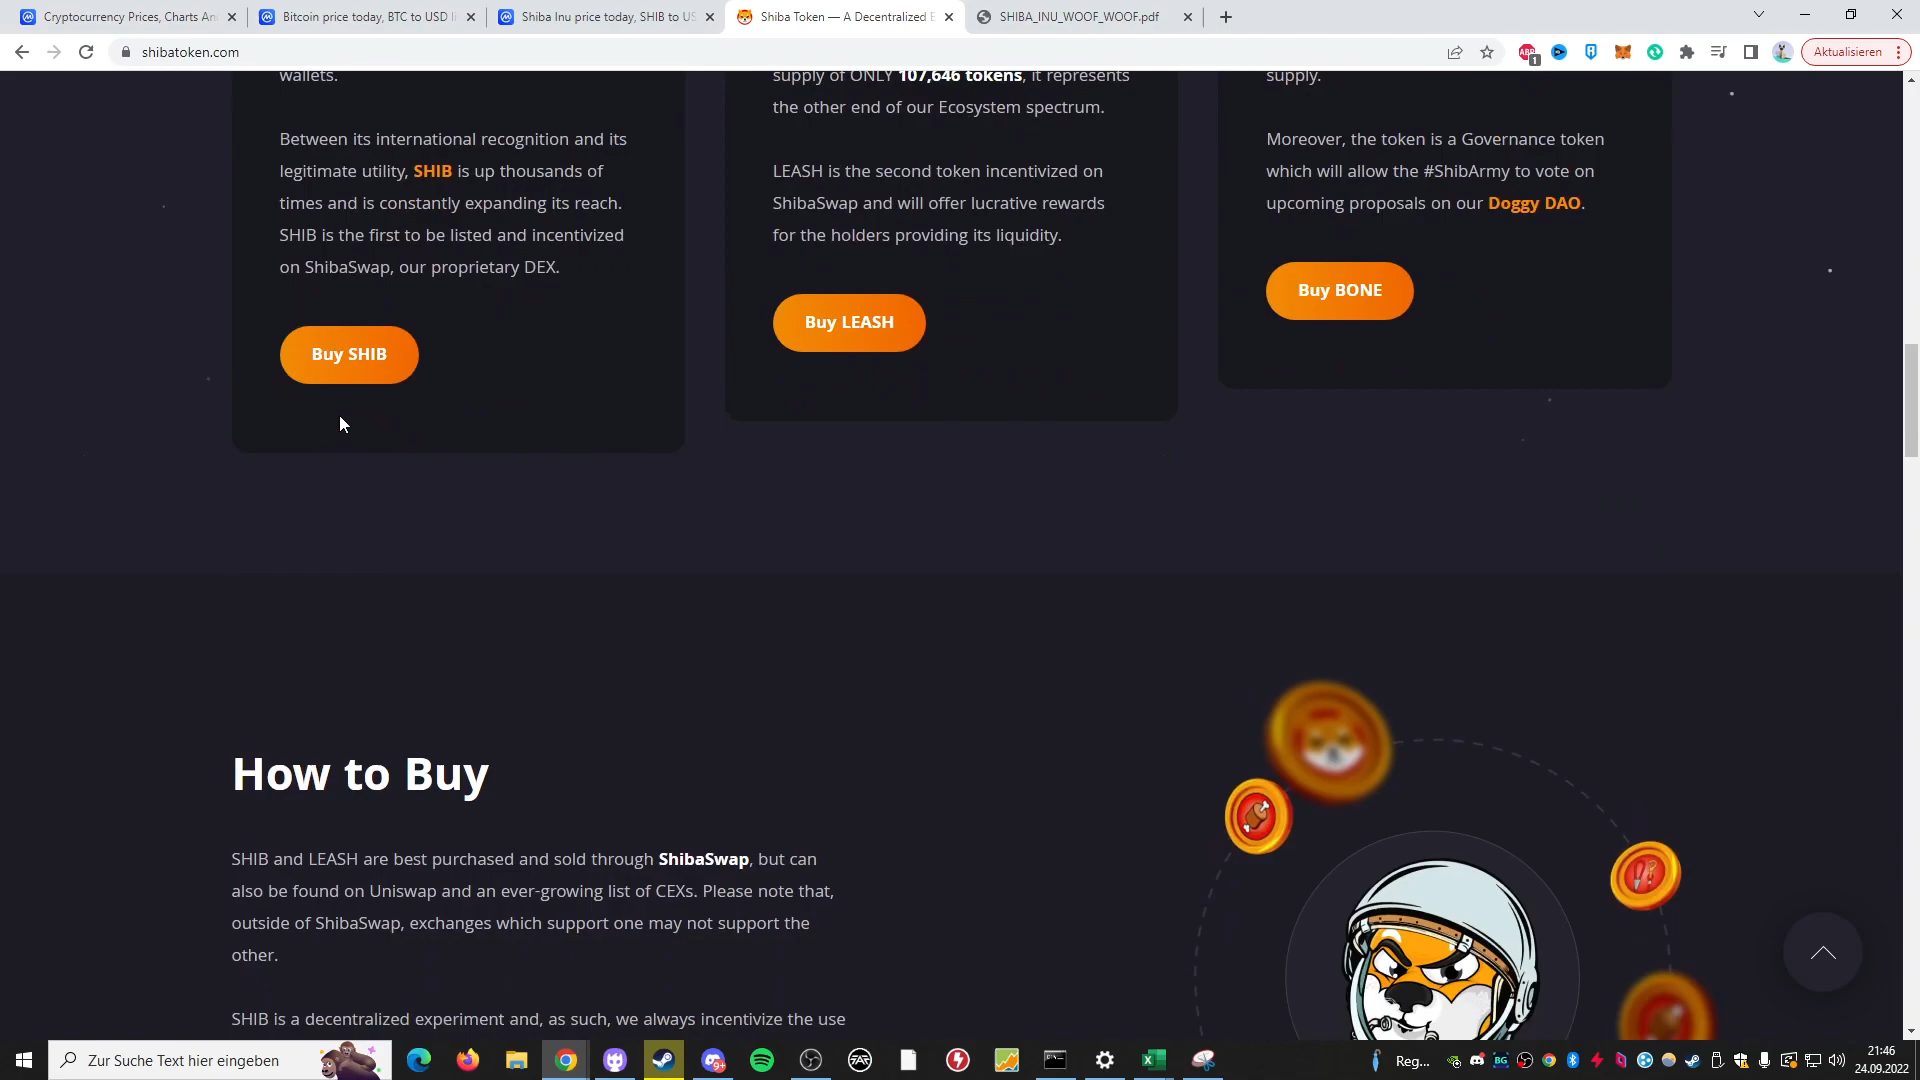 Cryptocurrency Prices, Charts An
Bitcoin price today, BTC to USD li
Shiba Inu price today, SHIB to US
Shiba Token — A Decentralized E
SHIBA_INU_WOOF_WOOF.pdf
shibatoken.com
Aktualisieren
wallets.
Between its international recognition and its
legitimate utility, SHIB is up thousands of
times and is constantly expanding its reach.
SHIB is the first to be listed and incentivized
on ShibaSwap, our proprietary DEX.
Buy SHIB
supply of ONLY 107,646 tokens, it represents
the other end of our Ecosystem spectrum.
LEASH is the second token incentivized on
ShibaSwap and will offer lucrative rewards
for the holders providing its liquidity.
Buy LEASH
supply.
Moreover, the token is a Governance token
which will allow the #ShibArmy to vote on
upcoming proposals on our Doggy DAO.
Buy BONE
How to Buy
SHIB and LEASH are best purchased and sold through ShibaSwap, but can
also be found on Uniswap and an ever-growing list of CEXs. Please note that,
outside of ShibaSwap, exchanges which support one may not support the
other.
SHIB is a decentralized experiment and, as such, we always incentivize the use
Zur Suche Text hier eingeben
Reg...
21:46
24.09.2022